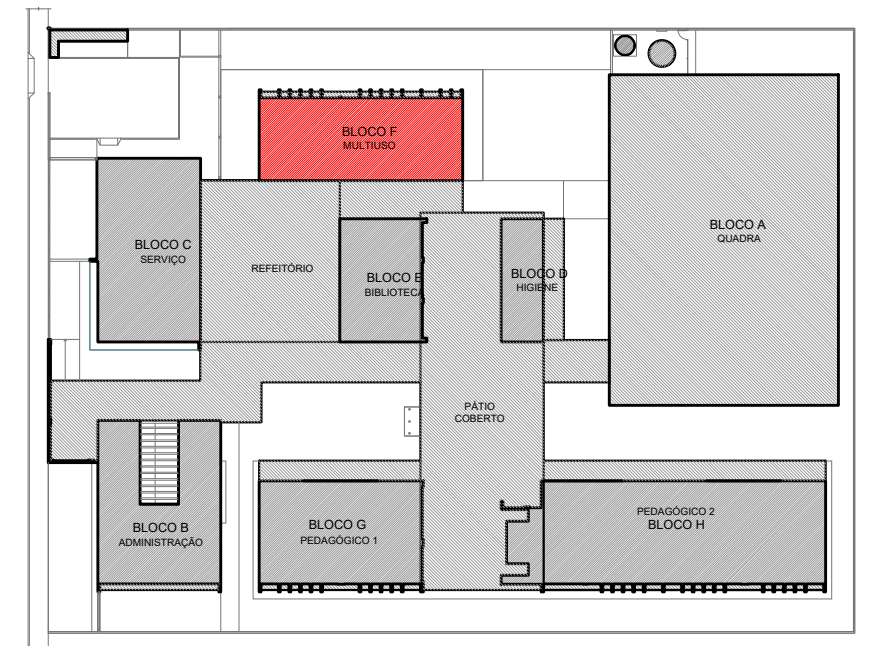 BLOCO F
MULTIUSO
BLOCO A
QUADRA
BLOCO C
SERVIÇO
REFEITÓRIO
BLOCO E
BIBLIOTECA
BLOCO D
HIGIENE
PÁTIO
COBERTO
BLOCO B
ADMINISTRAÇÃO
BLOCO G
PEDAGÓGICO 1
PEDAGÓGICO 2
BLOCO H